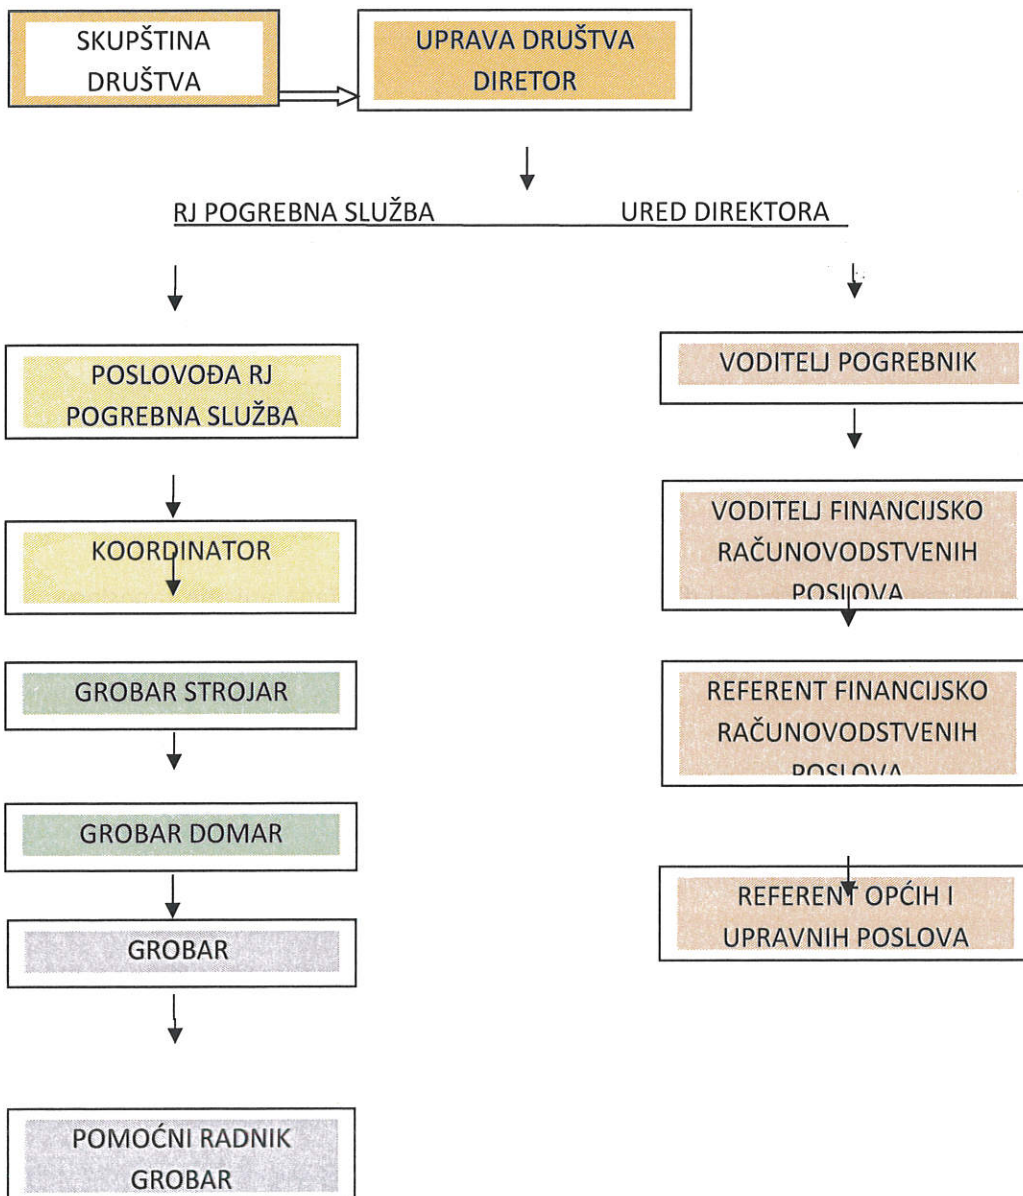 SKUPŠTINA
DRUŠTVA
UPRAVA DRUŠTVA
DIRETOR
RJ POGREBNA SLUŽBA
URED DIREKTORA
POSLOVOĐA RJ
POGREBNA SLUŽBA
KOORDINATOR
GROBAR STROJAR
GROBAR DOMAR
GROBAR
POMOĆNI RADNIK
GROBAR
VODITELJ POGREBNIK
VODITELJ FINANCIJSKO
RAČUNOVODSTVENIH
POSLOVA
REFERENT FINANCIJSKO
RAČUNOVODSTVENIH
POSLOVA
REFERENT OPĆIH I
UPRAVNIH POSLOVA